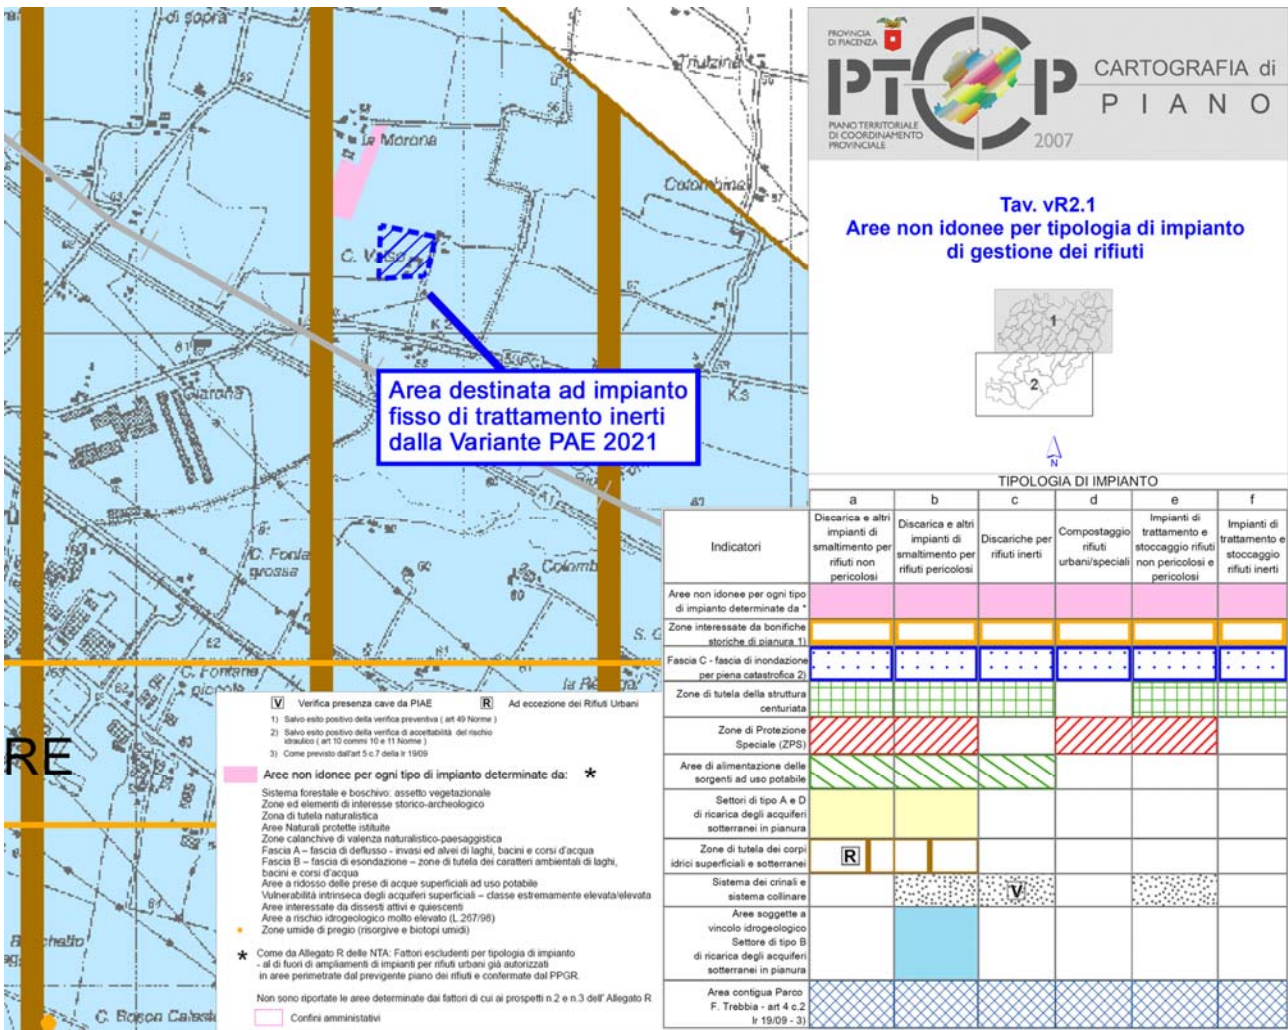 di sopra
Triulzina
la Morona
Colombina
C. V
K.2
K.3
Ciarona
A1
C. Fontana
grossa
Colomb
S. G
C. Fontana
piccola
RE
C. Bosco Celati
Area destinata ad impianto
fisso di trattamento inerti
dalla Variante PAE 2021
PROVINCIA
DI PIACENZA
PTCP
PIANO TERRITORIALE
DI COORDINAMENTO
PROVINCIALE
2007
CARTOGRAFIA di
PIANO
Tav. vR2.1
Aree non idonee per tipologia di impianto
di gestione dei rifiuti
1
2
N
TIPOLOGIA DI IMPIANTO
a b c d e f
Indicatori
Discarica e altri
impianti di
smaltimento per
rifiuti non
pericolosi
Discarica e altri
impianti di
smaltimento per
rifiuti pericolosi
Discariche per
rifiuti inerti
Compostaggio
rifiuti
urbani/speciali
Impianti di
trattamento e
stoccaggio rifiuti
non pericolosi e
pericolosi
Impianti di
trattamento e
stoccaggio
rifiuti inerti
Aree non idonee per ogni tipo
di impianto determinate da *
Zone interessate da bonifiche
storiche di pianura 1)
Fascia C - fascia di inondazione
per piena catastrofica 2)
Zone di tutela della struttura
centuriata
Zone di Protezione
Speciale (ZPS)
Aree di alimentazione delle
sorgenti ad uso potabile
Settori di tipo A e D
di ricarica degli acquiferi
sotterranei in pianura
Zone di tutela dei corpi
idrici superficiali e sotterranei
R
Sistema dei crinali e
sistema collinare
V
Aree soggette a
vincolo idrogeologico
Settore di tipo B
di ricarica degli acquiferi
sotterranei in pianura
Area contigua Parco
F. Trebbia - art 4 c.2
lr 19/09 - 3)
V Verifica presenza cave da PIAE
R Ad eccezione dei Rifiuti Urbani
1) Salvo esito positivo della verifica preventiva ( art 49 Norme )
2) Salvo esito positivo della verifica di accettabilità del rischio
idraulico ( art 10 commi 10 e 11 Norme )
3) Come previsto dall'art 5 c.7 della lr 19/09
Aree non idonee per ogni tipo di impianto determinate da: *
Sistema forestale e boschivo: assetto vegetazionale
Zone ed elementi di interesse storico-archeologico
Zona di tutela naturalistica
Aree Naturali protette istituite
Zone calanchive di valenza naturalistico-paesaggistica
Fascia A – fascia di deflusso - invasi ed alvei di laghi, bacini e corsi d'acqua
Fascia B – fascia di esondazione – zone di tutela dei caratteri ambientali di laghi,
bacini e corsi d'acqua
Aree a ridosso delle prese di acque superficiali ad uso potabile
Vulnerabilità intrinseca degli acquiferi superficiali – classe estremamente elevata/elevata
Aree interessate da dissesti attivi e quiescenti
Aree a rischio idrogeologico molto elevato (L.267/98)
Zone umide di pregio (risorgive e biotopi umidi)
* Come da Allegato R delle NTA: Fattori escludenti per tipologia di impianto
- al di fuori di ampliamenti di impianti per rifiuti urbani già autorizzati
in aree perimetrate dal previgente piano dei rifiuti e confermate dal PPGR.
Non sono riportate le aree determinate dai fattori di cui ai prospetti n.2 e n.3 dell' Allegato R
Confini amministrativi